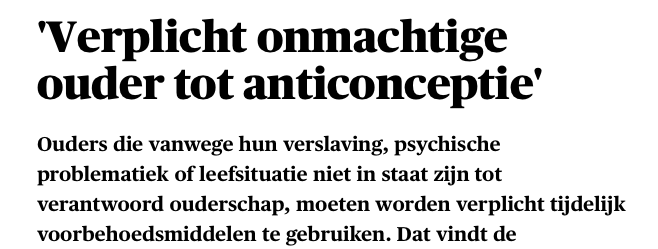 'Verplicht onmachtige
ouder tot anticonceptie'
Ouders die vanwege hun verslaving, psychische
problematiek of leefsituatie niet in staat zijn tot
verantwoord ouderschap, moeten worden verplicht tijdelijk
voorbehoedsmiddelen te gebruiken. Dat vindt de